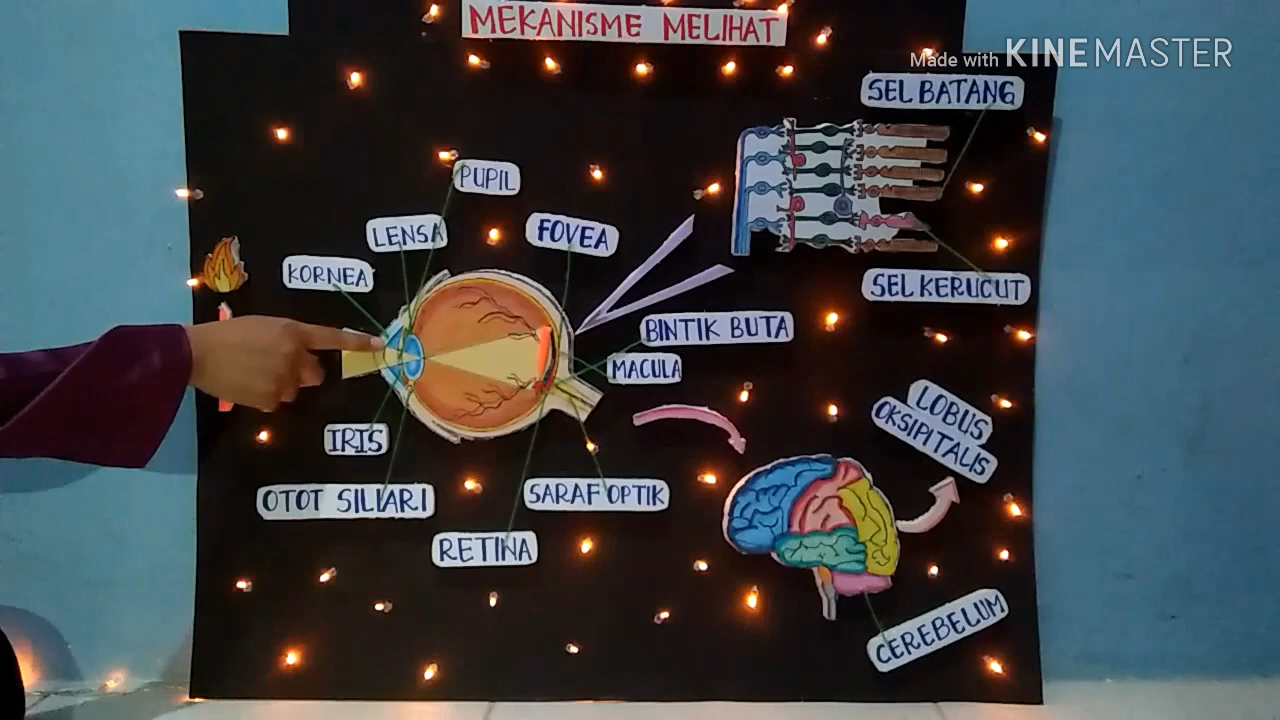 MEKANISME MELIHAT
Made with KINEMASTER
SEL BATANG
PUPIL
LENSA
FOVEA
KORNEA
SEL KERUCUT
BINTIK BUTA
MACULA
LOBUS
OKSIPITALIS
IRIS
OTOT SILIARI
SARAF OPTIK
RETINA
CEREBELUM